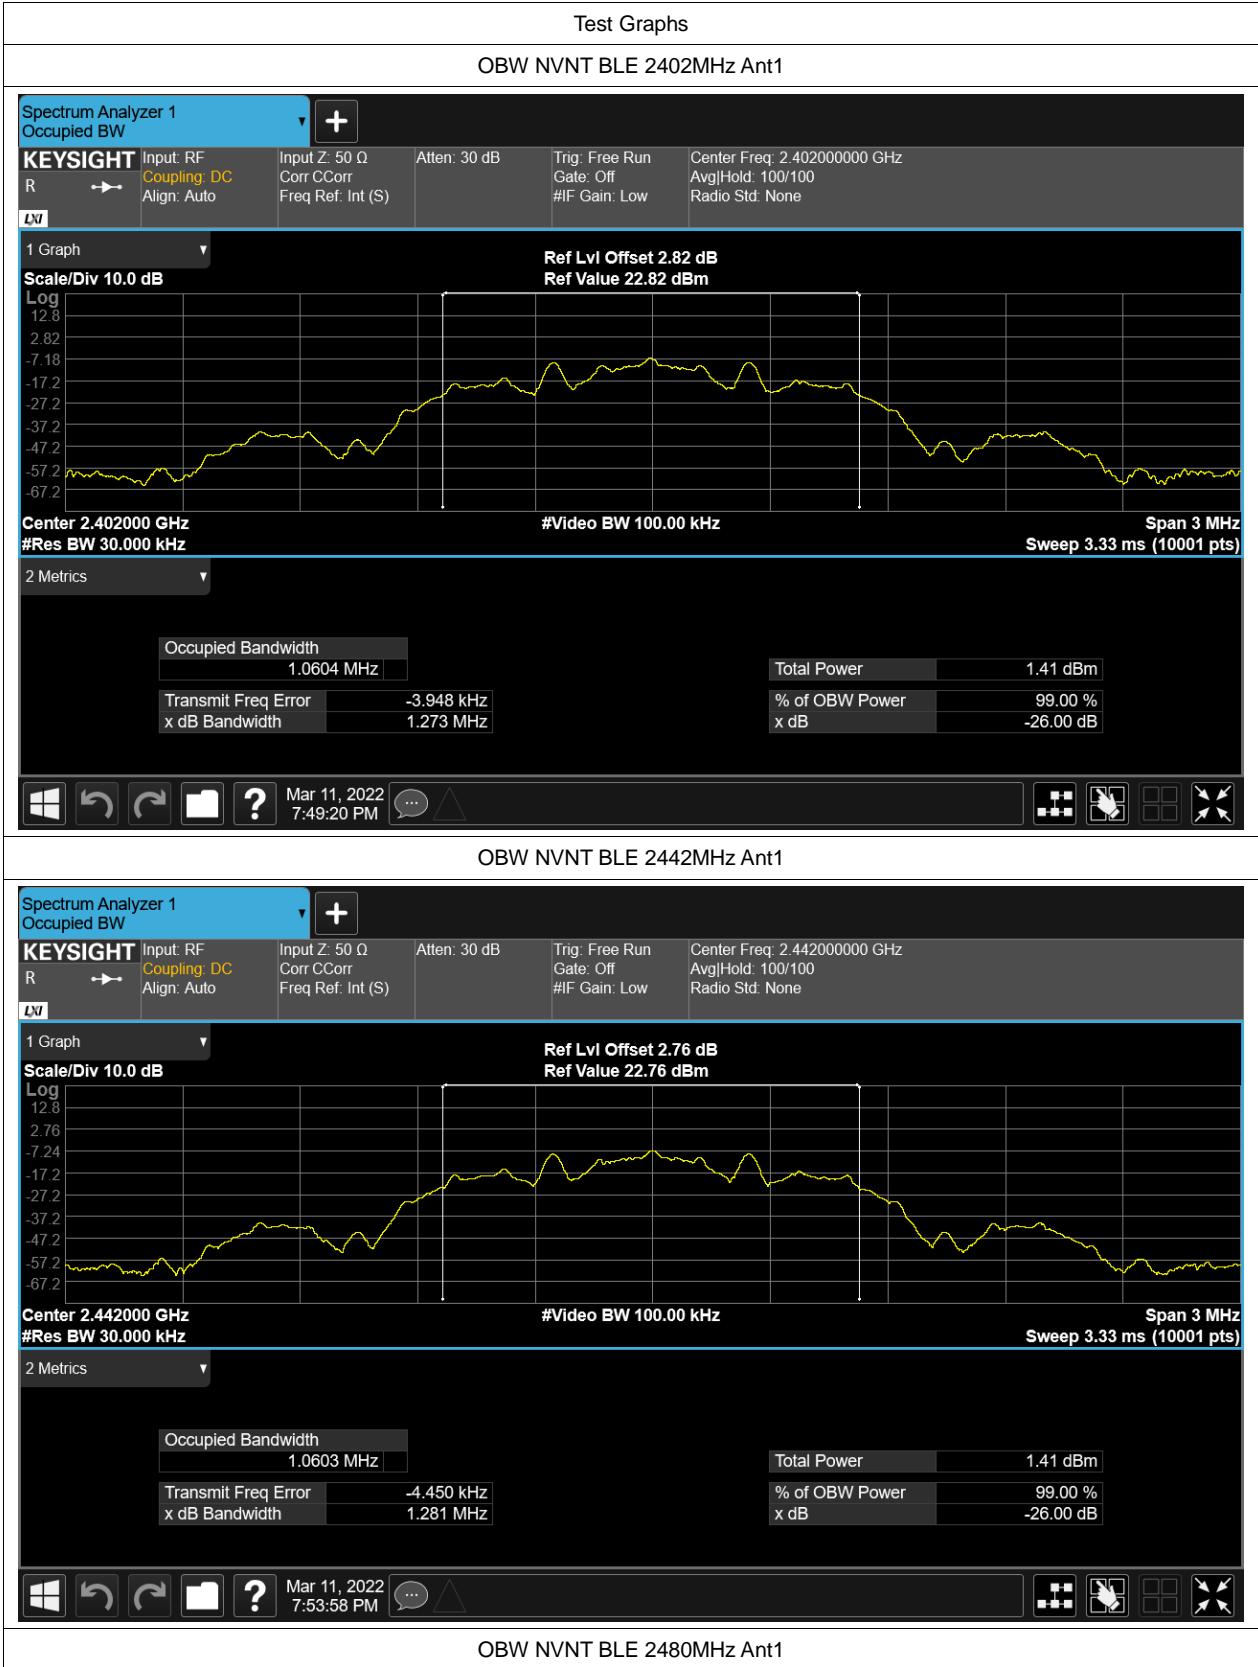 Test Graphs
OBW NVNT BLE 2402MHz Ant1
Spectrum Analyzer 1
Occupied BW
KEYSIGHT Input: RF Input Z: 50 Ω Atten: 30 dB Trig: Free Run Center Freq: 2.402000000 GHz
R Coupling: DC Corr CCorr Gate: Off Avg|Hold: 100/100
Align: Auto Freq Ref: Int (S) #IF Gain: Low Radio Std: None
LXI
1 Graph
Ref Lvl Offset 2.82 dB
Scale/Div 10.0 dB Ref Value 22.82 dBm
Log
12.8
2.82
-7.18
-17.2
-27.2
-37.2
-47.2
-57.2
-67.2
Center 2.402000 GHz #Video BW 100.00 kHz Span 3 MHz
#Res BW 30.000 kHz Sweep 3.33 ms (10001 pts)
2 Metrics
Occupied Bandwidth
1.0604 MHz Total Power 1.41 dBm
Transmit Freq Error -3.948 kHz % of OBW Power 99.00 %
x dB Bandwidth 1.273 MHz x dB -26.00 dB
Mar 11, 2022
7:49:20 PM
OBW NVNT BLE 2442MHz Ant1
Spectrum Analyzer 1
Occupied BW
KEYSIGHT Input: RF Input Z: 50 Ω Atten: 30 dB Trig: Free Run Center Freq: 2.442000000 GHz
R Coupling: DC Corr CCorr Gate: Off Avg|Hold: 100/100
Align: Auto Freq Ref: Int (S) #IF Gain: Low Radio Std: None
LXI
1 Graph
Ref Lvl Offset 2.76 dB
Scale/Div 10.0 dB Ref Value 22.76 dBm
Log
12.8
2.76
-7.24
-17.2
-27.2
-37.2
-47.2
-57.2
-67.2
Center 2.442000 GHz #Video BW 100.00 kHz Span 3 MHz
#Res BW 30.000 kHz Sweep 3.33 ms (10001 pts)
2 Metrics
Occupied Bandwidth
1.0603 MHz Total Power 1.41 dBm
Transmit Freq Error -4.450 kHz % of OBW Power 99.00 %
x dB Bandwidth 1.281 MHz x dB -26.00 dB
Mar 11, 2022
7:53:58 PM
OBW NVNT BLE 2480MHz Ant1